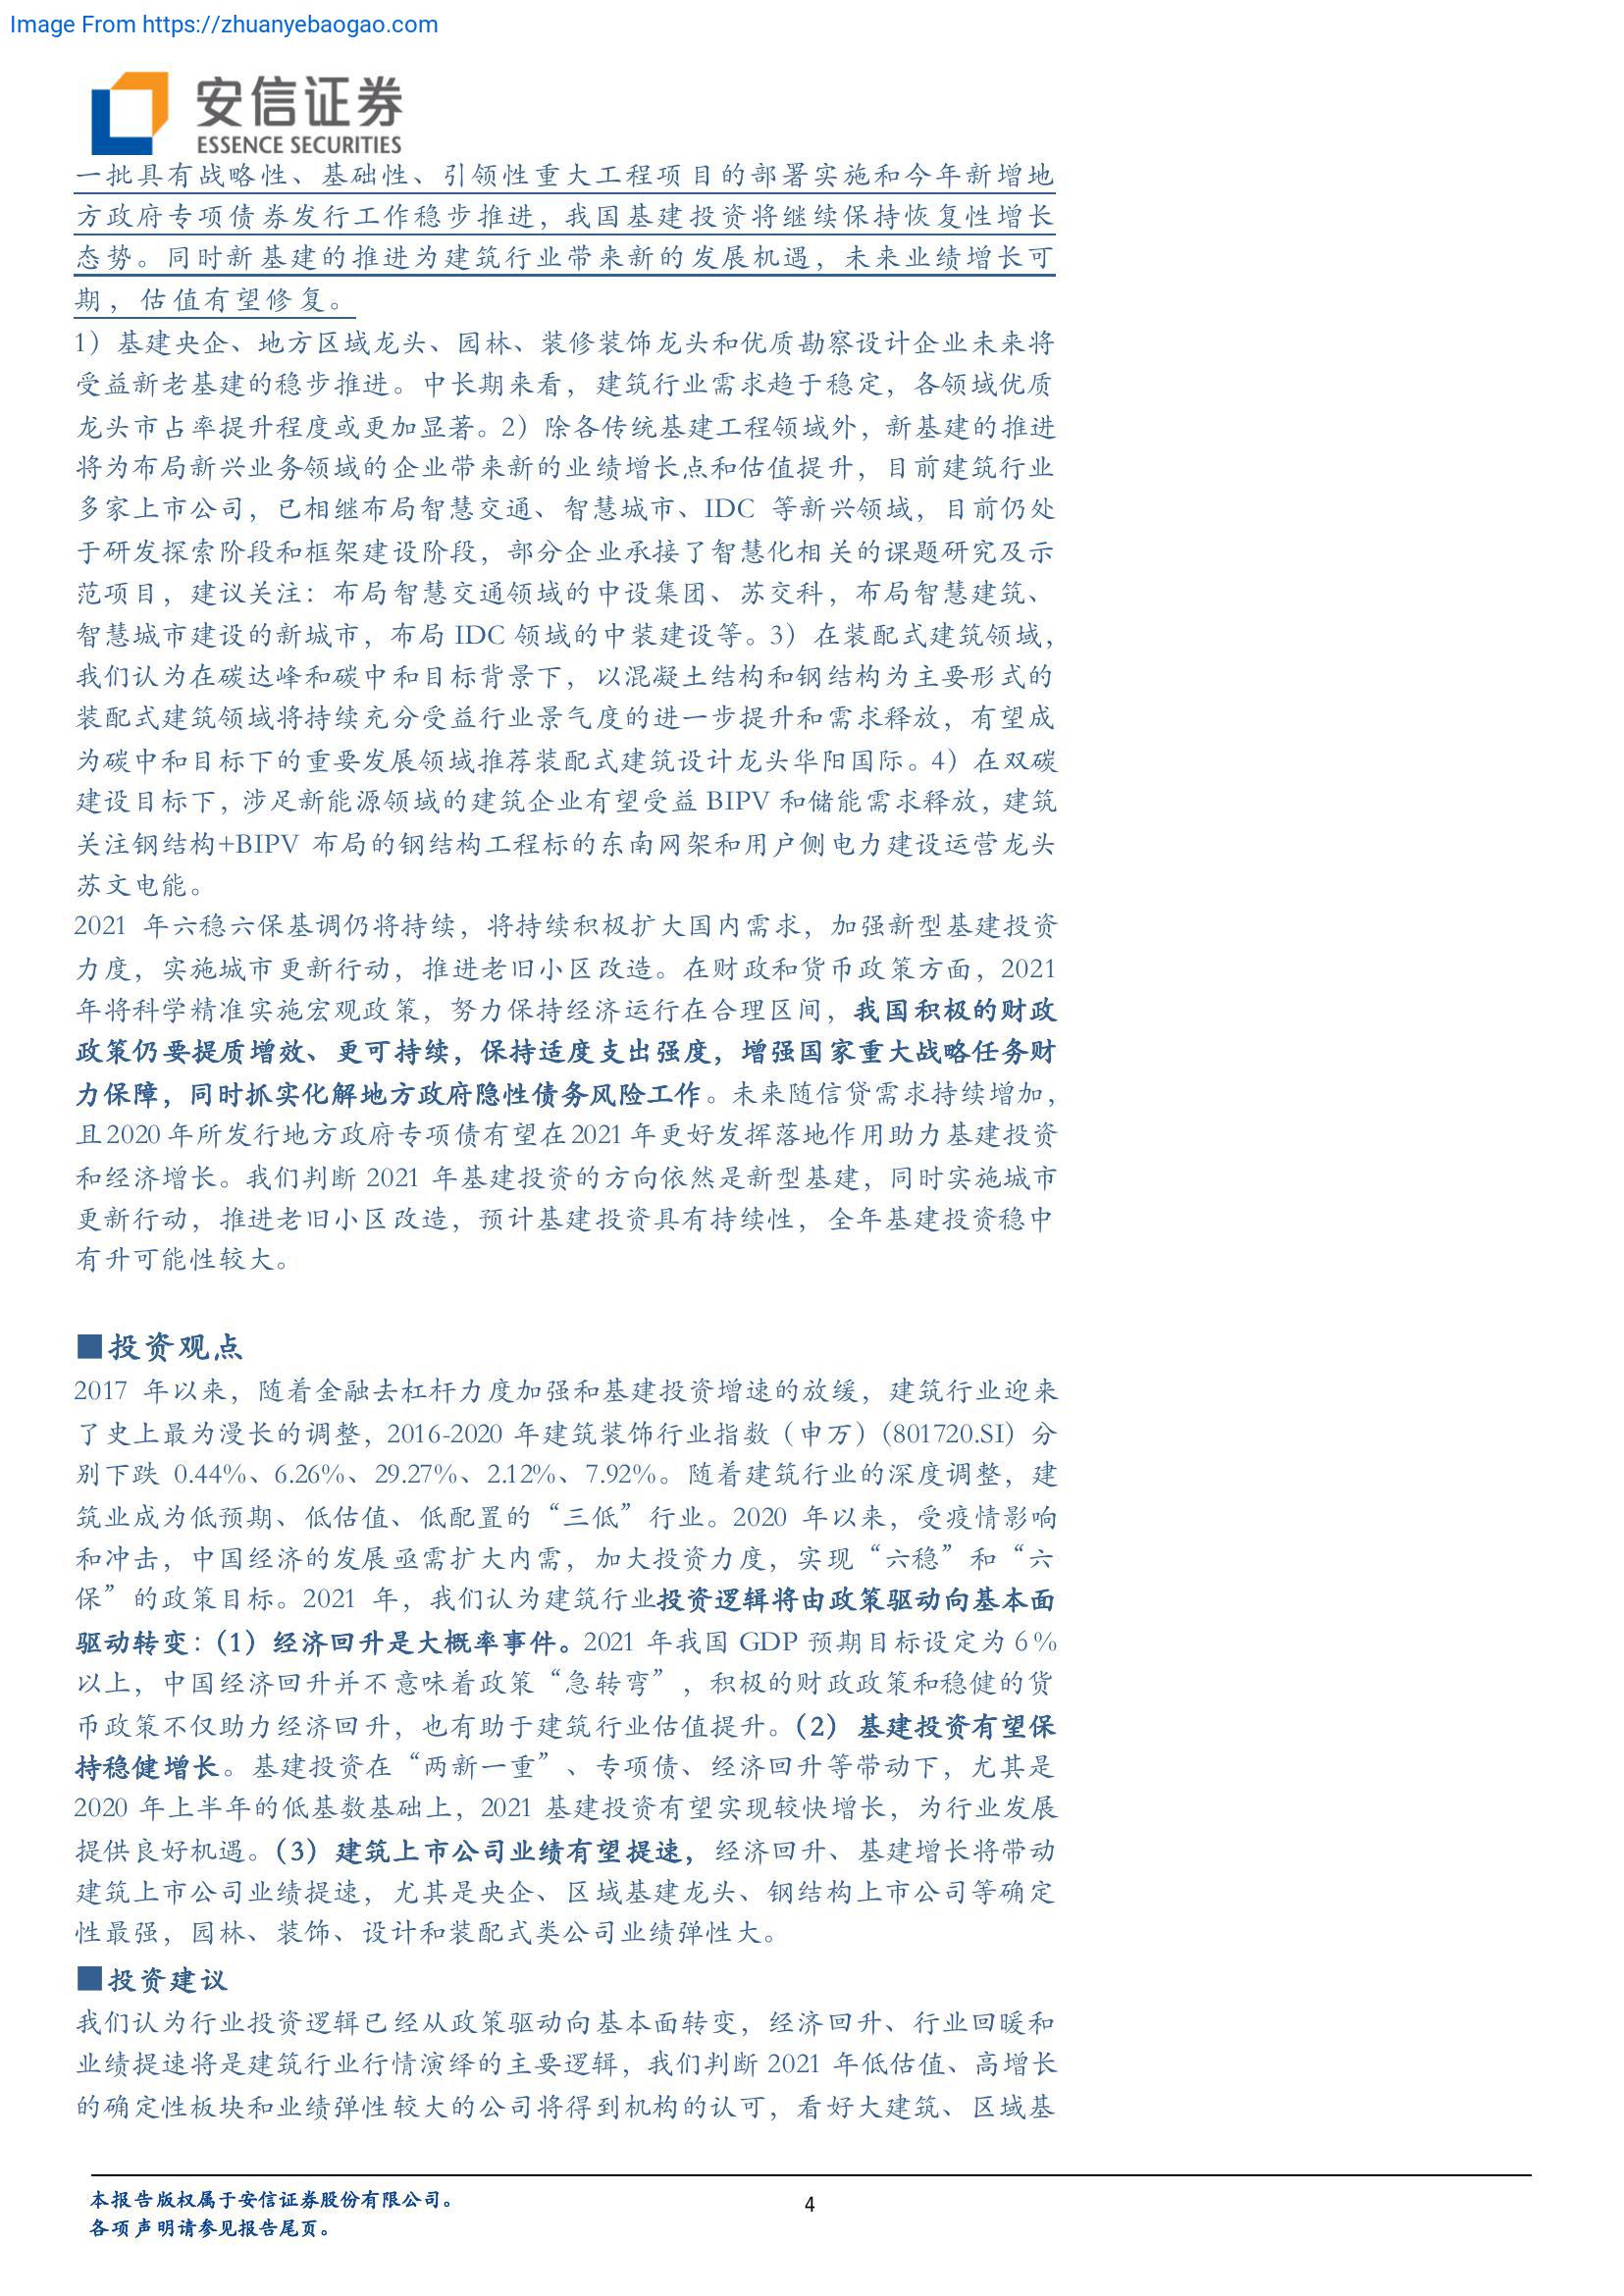 Image From https://zhuanyebaogao.com
安信证券
ESSENCE SECURITIES
一批具有战略性、基础性、引领性重大工程项目的部署实施和今年新增地
方政府专项债券发行工作稳步推进，我国基建投资将继续保持恢复性增长
态势。同时新基建的推进为建筑行业带来新的发展机遇，未来业绩增长可
期，估值有望修复。
1）基建央企、地方区域龙头、园林、装修装饰龙头和优质勘察设计企业未来将
受益新老基建的稳步推进。中长期来看，建筑行业需求趋于稳定，各领域优质
龙头市占率提升程度或更加显著。2）除各传统基建工程领域外，新基建的推进
将为布局新兴业务领域的企业带来新的业绩增长点和估值提升，目前建筑行业
多家上市公司，已相继布局智慧交通、智慧城市、IDC 等新兴领域，目前仍处
于研发探索阶段和框架建设阶段，部分企业承接了智慧化相关的课题研究及示
范项目，建议关注：布局智慧交通领域的中设集团、苏交科，布局智慧建筑、
智慧城市建设的新城市，布局 IDC 领域的中装建设等。3）在装配式建筑领域，
我们认为在碳达峰和碳中和目标背景下，以混凝土结构和钢结构为主要形式的
装配式建筑领域将持续充分受益行业景气度的进一步提升和需求释放，有望成
为碳中和目标下的重要发展领域推荐装配式建筑设计龙头华阳国际。4）在双碳
建设目标下，涉足新能源领域的建筑企业有望受益 BIPV 和储能需求释放，建筑
关注钢结构+BIPV 布局的钢结构工程标的东南网架和用户侧电力建设运营龙头
苏文电能。
2021 年六稳六保基调仍将持续，将持续积极扩大国内需求，加强新型基建投资
力度，实施城市更新行动，推进老旧小区改造。在财政和货币政策方面，2021
年将科学精准实施宏观政策，努力保持经济运行在合理区间，我国积极的财政
政策仍要提质增效、更可持续，保持适度支出强度，增强国家重大战略任务财
力保障，同时抓实化解地方政府隐性债务风险工作。未来随信贷需求持续增加，
且2020年所发行地方政府专项债有望在2021年更好发挥落地作用助力基建投资
和经济增长。我们判断 2021 年基建投资的方向依然是新型基建，同时实施城市
更新行动，推进老旧小区改造，预计基建投资具有持续性，全年基建投资稳中
有升可能性较大。
■投资观点
2017 年以来，随着金融去杠杆力度加强和基建投资增速的放缓，建筑行业迎来
了史上最为漫长的调整，2016-2020 年建筑装饰行业指数（申万）(801720.SI）分
别下跌 0.44%、6.26%、29.27%、2.12%、7.92%。随着建筑行业的深度调整，建
筑业成为低预期、低估值、低配置的“三低”行业。2020 年以来，受疫情影响
和冲击，中国经济的发展亟需扩大内需，加大投资力度，实现“六稳”和“六
保”的政策目标。2021 年，我们认为建筑行业投资逻辑将由政策驱动向基本面
驱动转变：（1）经济回升是大概率事件。2021 年我国 GDP 预期目标设定为 6%
以上，中国经济回升并不意味着政策“急转弯”，积极的财政政策和稳健的货
币政策不仅助力经济回升，也有助于建筑行业估值提升。（2） 基建投资有望保
持稳健增长。基建投资在“两新一重”、专项债、经济回升等带动下，尤其是
2020 年上半年的低基数基础上，2021 基建投资有望实现较快增长，为行业发展
提供良好机遇。（3）建筑上市公司业绩有望提速，经济回升、基建增长将带动
建筑上市公司业绩提速，尤其是央企、区域基建龙头、钢结构上市公司等确定
性最强，园林、装饰、设计和装配式类公司业绩弹性大。
■投资建议
我们认为行业投资逻辑已经从政策驱动向基本面转变，经济回升、行业回暖和
业绩提速将是建筑行业行情演绎的主要逻辑，我们判断 2021 年低估值、高增长
的确定性板块和业绩弹性较大的公司将得到机构的认可，看好大建筑、区域基
本报告版权属于安信证券股份有限公司。
4
各项声明请参见报告尾页。